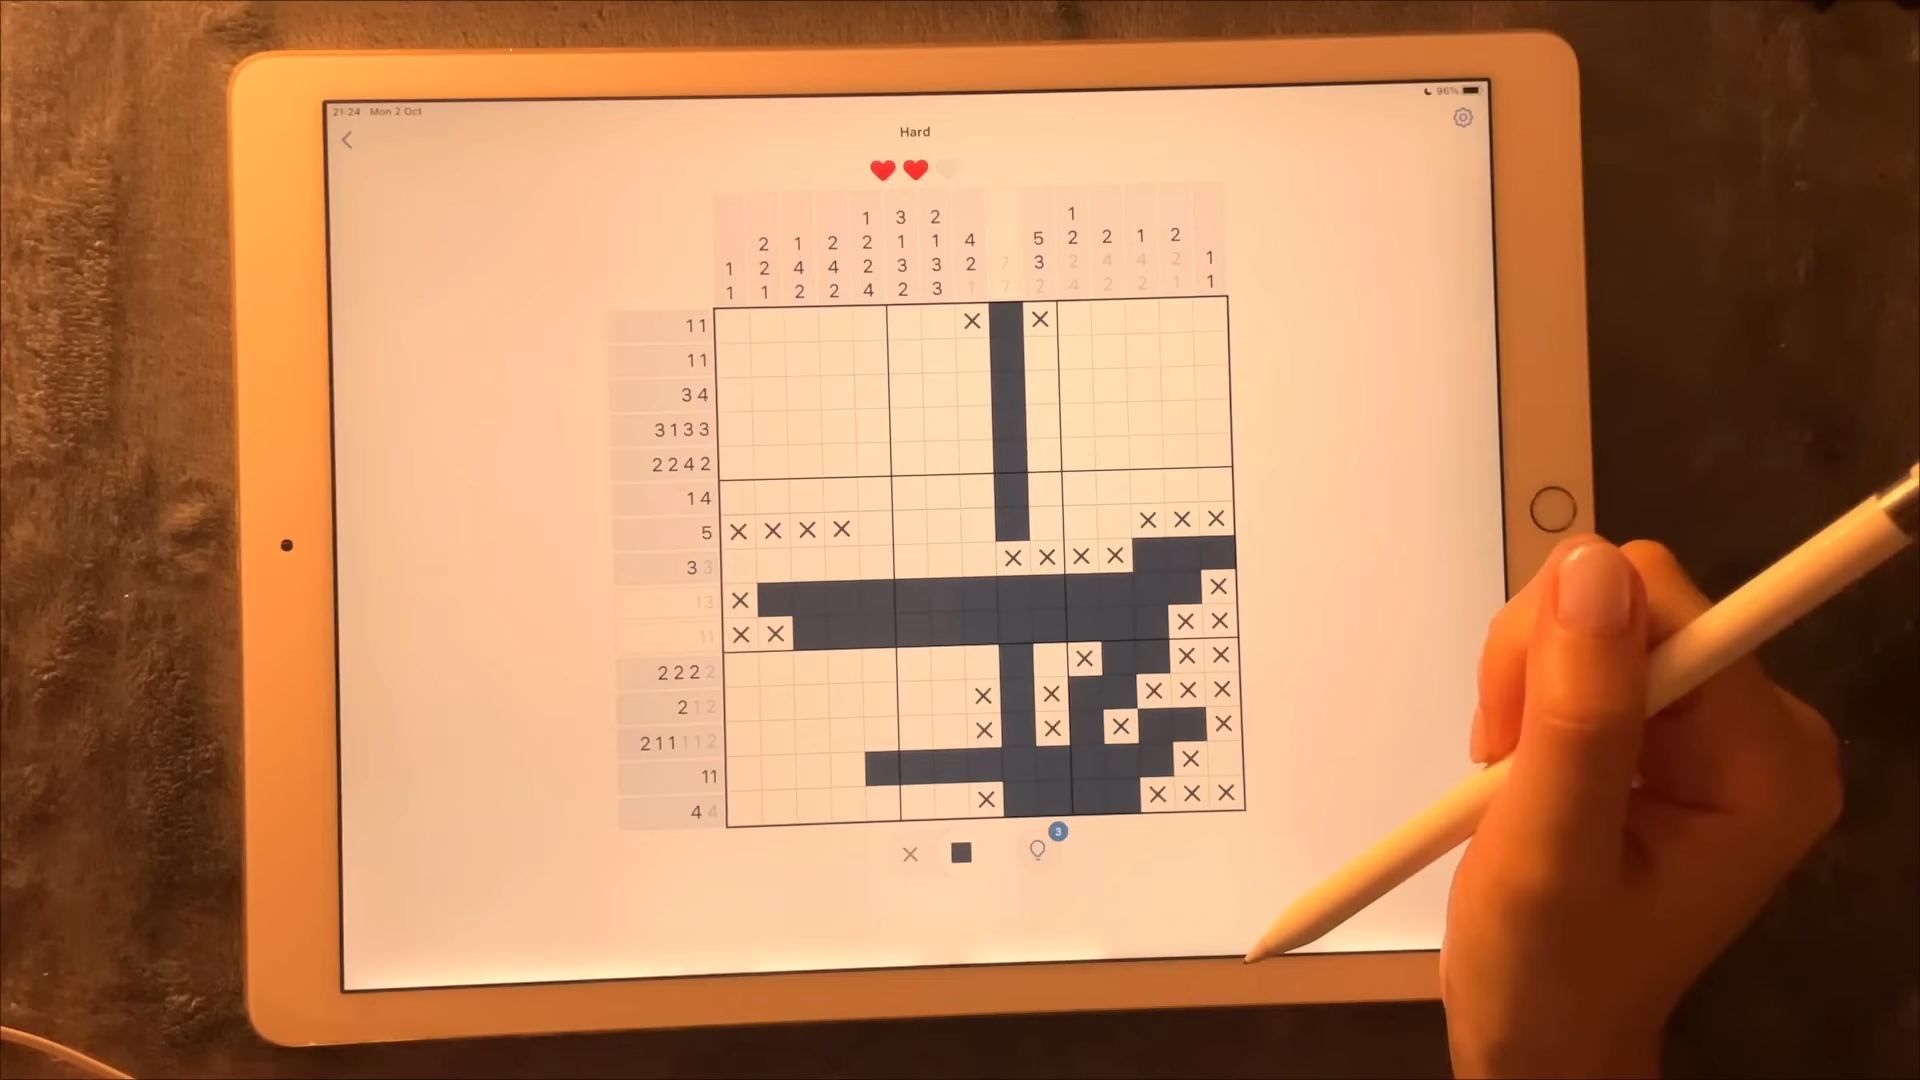 21:24 Mon 2 Oct 96%
Hard
1 3 2 1
2 1 2 2 1 1 4 5 2 2 1 2
1 2 4 4 2 3 3 2 7 3 2 4 4 2 1
1 1 2 2 4 2 3 1 7 2 4 2 2 1 1
1 1
1 1
3 4
3 1 3 3
2 2 4 2
1 4
5
3 3
13
11
2 2 2 2
2 1 2
2 1 1 1 1 2
11
4 4
3